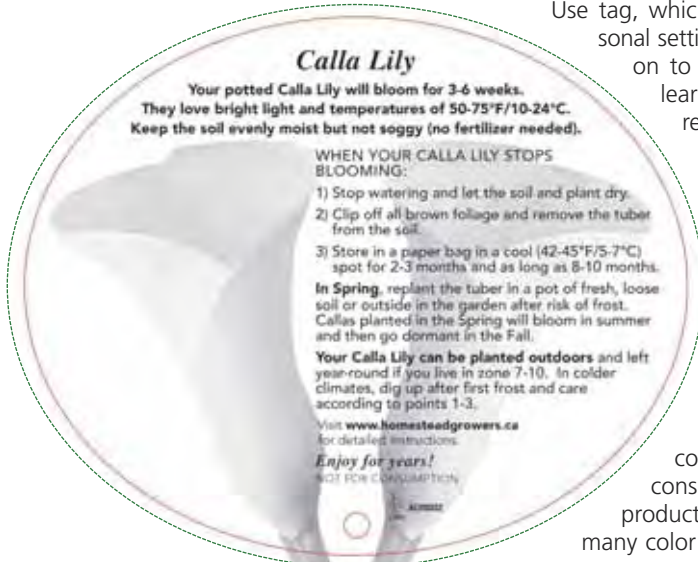 Use tag, whic
sonal setti
on to
lear
re
Calla Lily
Your potted Calla Lily will bloom for 3-6 weeks.
They love bright light and temperatures of 50-75°F/10-24°C.
Keep the soil evenly moist but not soggy (no fertilizer needed).
WHEN YOUR CALLA LILY STOPS
BLOOMING:
1) Stop watering and let the soil and plant dry.
2) Clip off all brown foliage and remove the tuber
from the soil.
3) Store in a paper bag in a cool (42-45°F/5-7°C)
spot for 2-3 months and as long as 8-10 months.
In Spring, replant the tuber in a pot of fresh, loose
soil or outside in the garden after risk of frost.
Callas planted in the Spring will bloom in summer
and then go dormant in the Fall.
Your Calla Lily can be planted outdoors and left
year-round if you live in zone 7-10. In colder
climates, dig up after first frost and care
according to points 1-3.
Visit www.homesteadgrowers.ca
for detailed instructions.
Enjoy for years!
NOT FOR CONSUMPTION
co
cons
product
many color